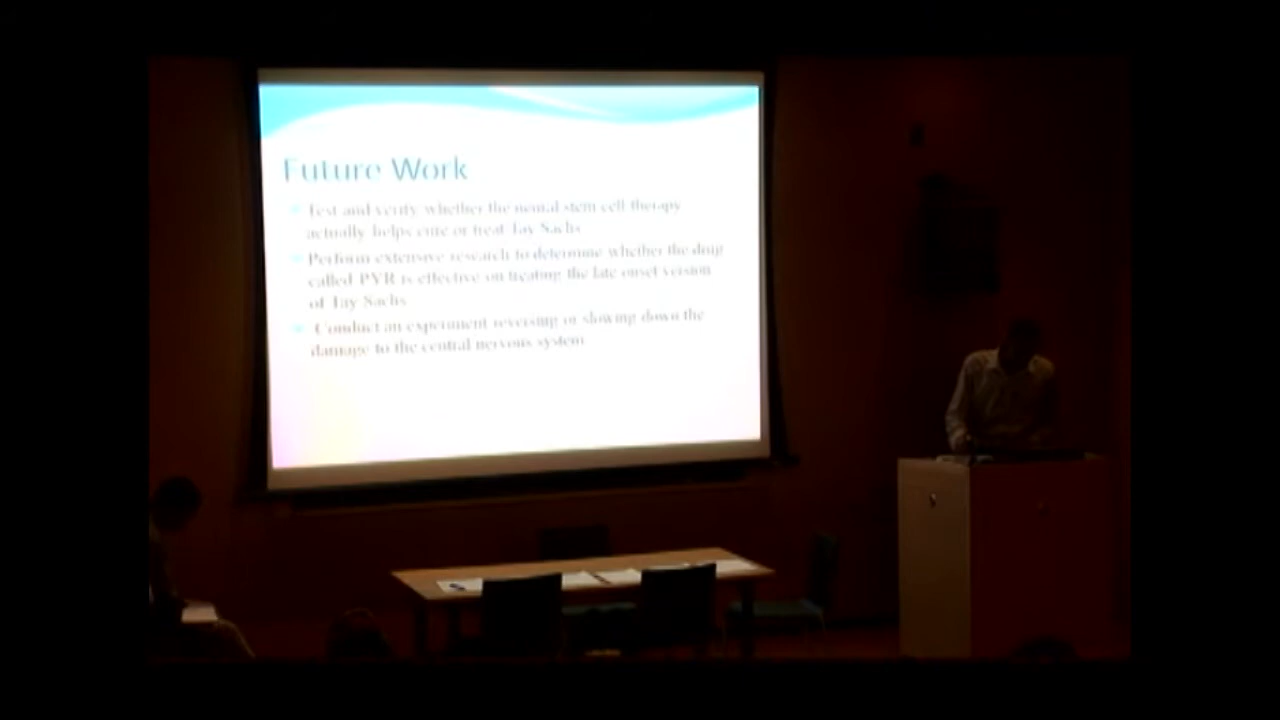 Future Work
Test and verify whether the neural stem cell therapy
actually helps cure or treat Tay Sachs
Perform extensive research to determine whether the drug
called PYR is effective on treating the late onset version
of Tay Sachs
Conduct an experiment reversing or slowing down the
damage to the central nervous system